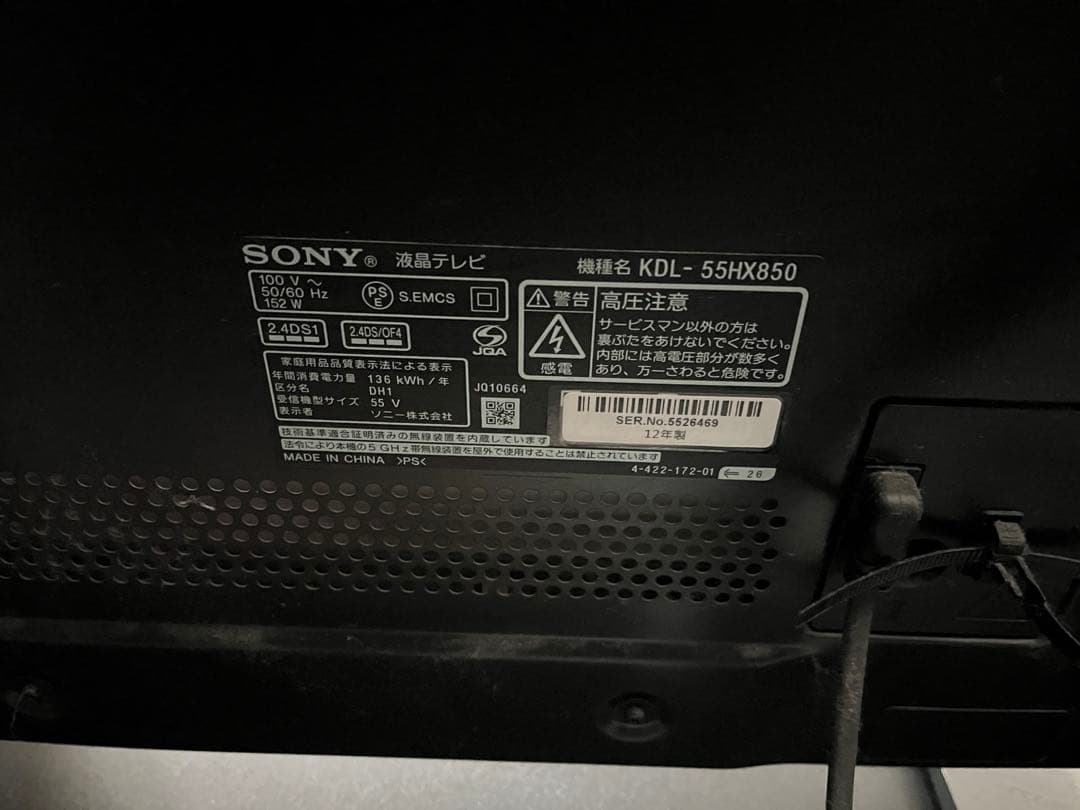 SONY® 液晶テレビ 機種名 KDL- 55HX850
100 V ～
50/60 Hz
152 W
PS
E
S.EMCS
2.4DS1
2.4DS/OF4
JQA
家庭用品品質表示法による表示
年間消費電力量 136 kWh / 年
区分名 DH1
受信機型サイズ 55 V
表示者 ソニー株式会社
JQ10664
警告
感電
高圧注意
サービスマン以外の方は
裏ぶたをあけないでください。
内部には高電圧部分が数多く
あり、万一さわると危険です。
SER.No.5526469
12年製
技術基準適合証明済みの無線装置を内蔵しています
法令により本機の5 GHz帯無線装置を屋外で使用することは禁止されています
MADE IN CHINA >PS<
4-422-172-01 ⇐ 26